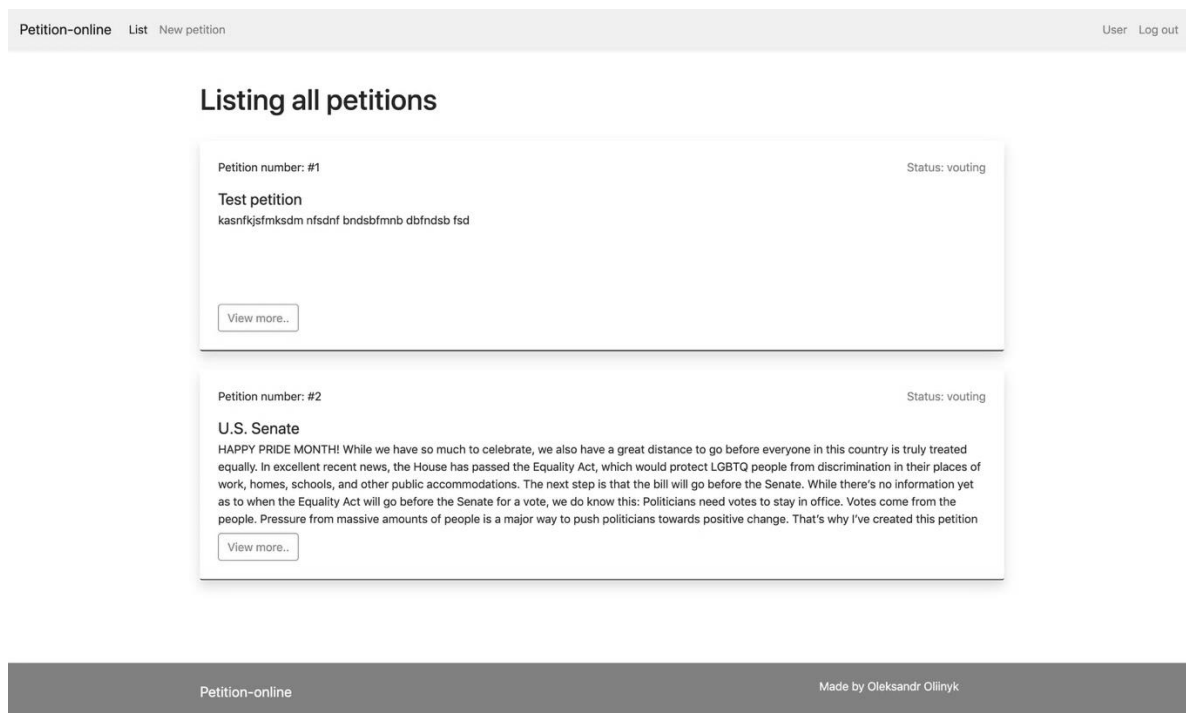 Petition-online List New petition User Log out
Listing all petitions
Petition number: #1 Status: vouting
Test petition
kasnfkjsfmksdm nfsdnf bndsbfmnb dbfndsb fsd
View more..
Petition number: #2 Status: vouting
U.S. Senate
HAPPY PRIDE MONTH! While we have so much to celebrate, we also have a great distance to go before everyone in this country is truly treated
equally. In excellent recent news, the House has passed the Equality Act, which would protect LGBTQ people from discrimination in their places of
work, homes, schools, and other public accommodations. The next step is that the bill will go before the Senate. While there's no information yet
as to when the Equality Act will go before the Senate for a vote, we do know this: Politicians need votes to stay in office. Votes come from the
people. Pressure from massive amounts of people is a major way to push politicians towards positive change. That's why I've created this petition
View more..
Petition-online Made by Oleksandr Oliinyk